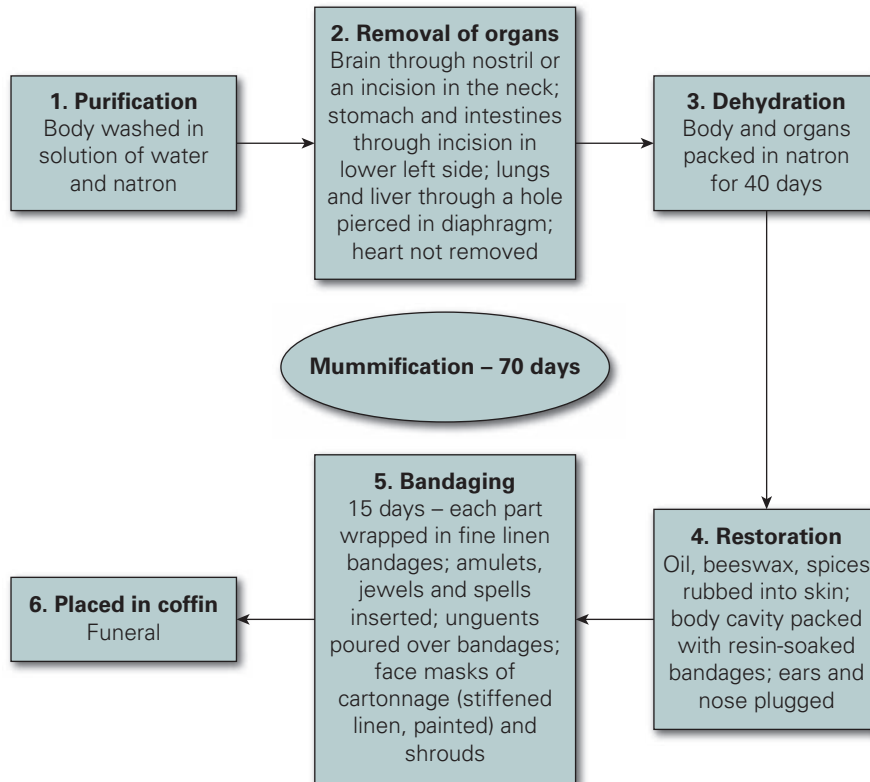 1. Purification
Body washed in
solution of water
and natron
2. Removal of organs
Brain through nostril or
an incision in the neck;
stomach and intestines
through incision in
lower left side; lungs
and liver through a hole
pierced in diaphragm;
heart not removed
3. Dehydration
Body and organs
packed in natron
for 40 days
Mummification – 70 days
4. Restoration
Oil, beeswax, spices
rubbed into skin;
body cavity packed
with resin-soaked
bandages; ears and
nose plugged
5. Bandaging
15 days – each part
wrapped in fine linen
bandages; amulets,
jewels and spells
inserted; unguents
poured over bandages;
face masks of
cartonnage (stiffened
linen, painted) and
shrouds
6. Placed in coffin
Funeral